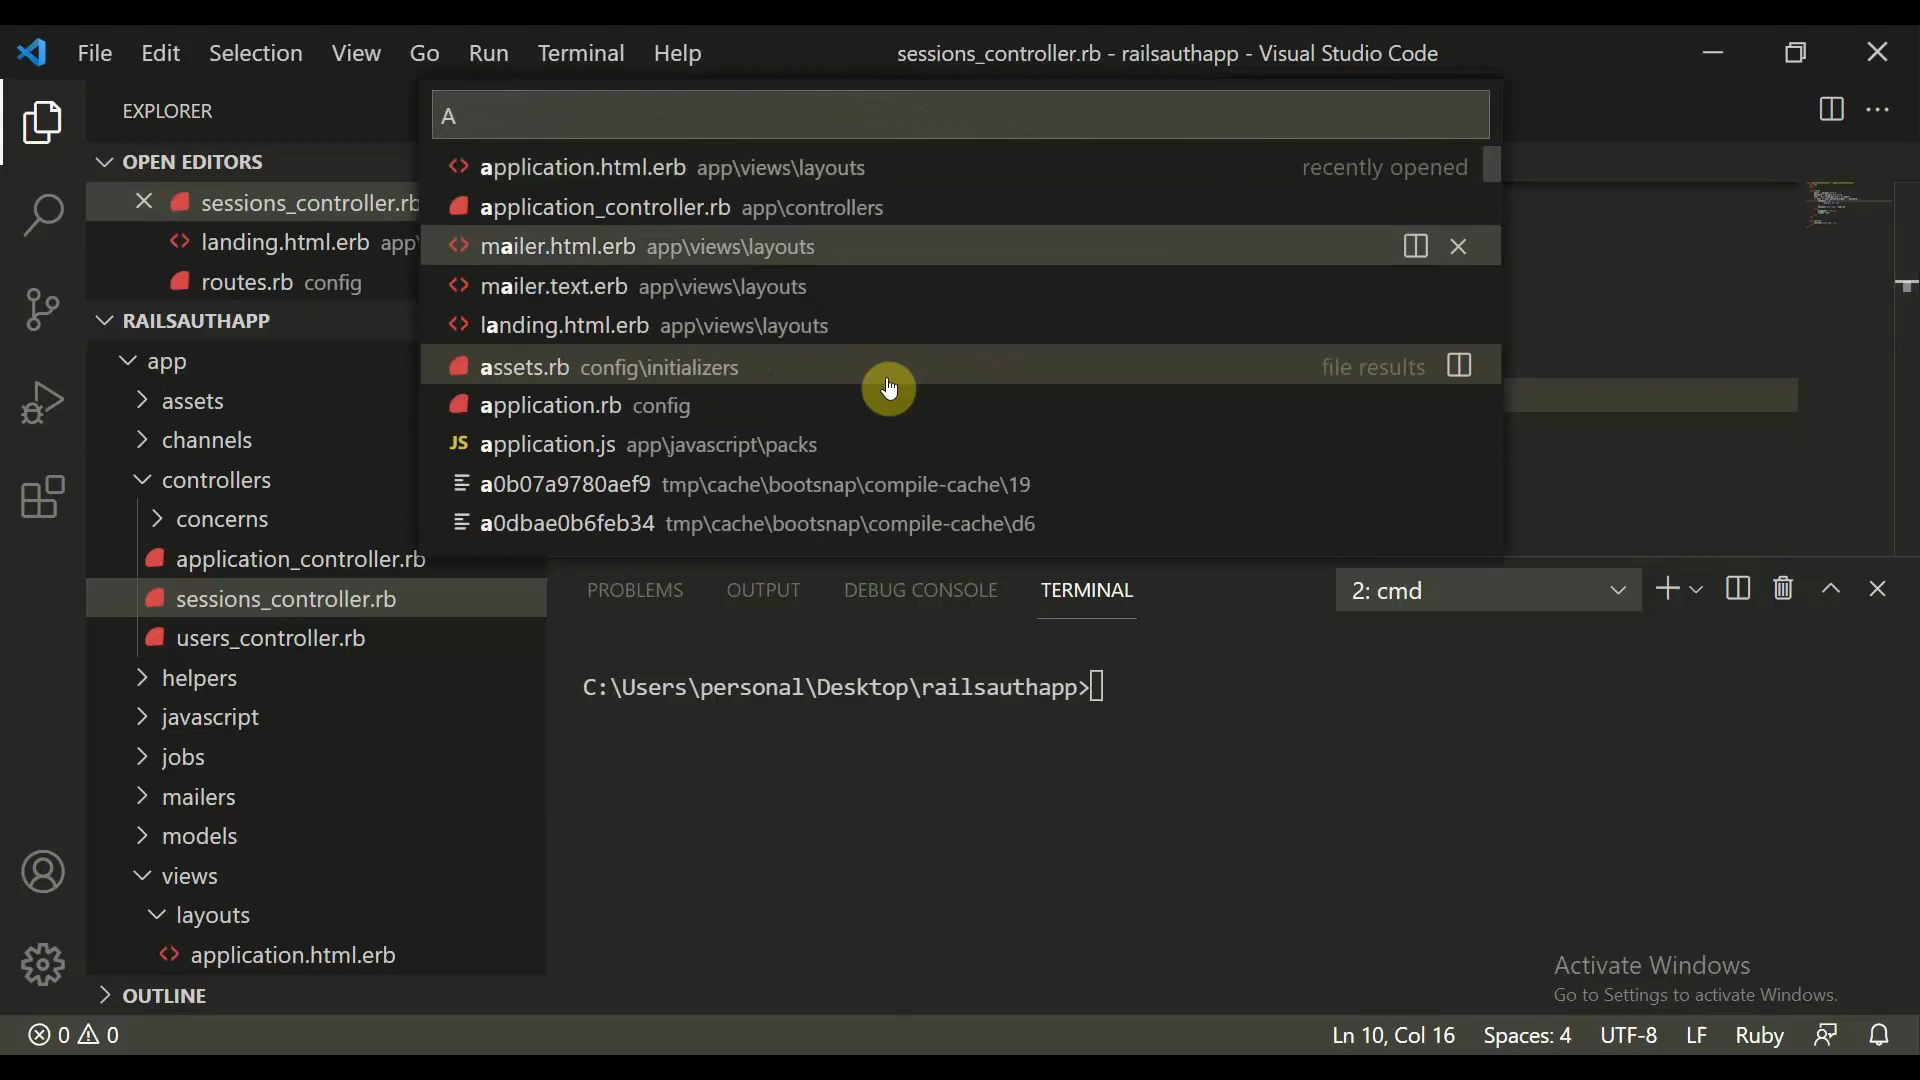 File Edit Selection View Go Run Terminal Help sessions_controller.rb - railsauthapp - Visual Studio Code
EXPLORER
OPEN EDITORS
sessions_controller.rb
landing.html.erb app\
routes.rb config
RAILSAUTHAPP
app
assets
channels
controllers
concerns
application_controller.rb
sessions_controller.rb
users_controller.rb
helpers
javascript
jobs
mailers
models
views
layouts
application.html.erb
OUTLINE
A
application.html.erb app\views\layouts recently opened
application_controller.rb app\controllers
mailer.html.erb app\views\layouts
mailer.text.erb app\views\layouts
landing.html.erb app\views\layouts
assets.rb config\initializers file results
application.rb config
JS application.js app\javascript\packs
a0b07a9780aef9 tmp\cache\bootsnap\compile-cache\19
a0dbae0b6feb34 tmp\cache\bootsnap\compile-cache\d6
PROBLEMS OUTPUT DEBUG CONSOLE TERMINAL 2: cmd
C:\Users\personal\Desktop\railsauthapp>
Activate Windows
Go to Settings to activate Windows.
0 0 Ln 10, Col 16 Spaces: 4 UTF-8 LF Ruby